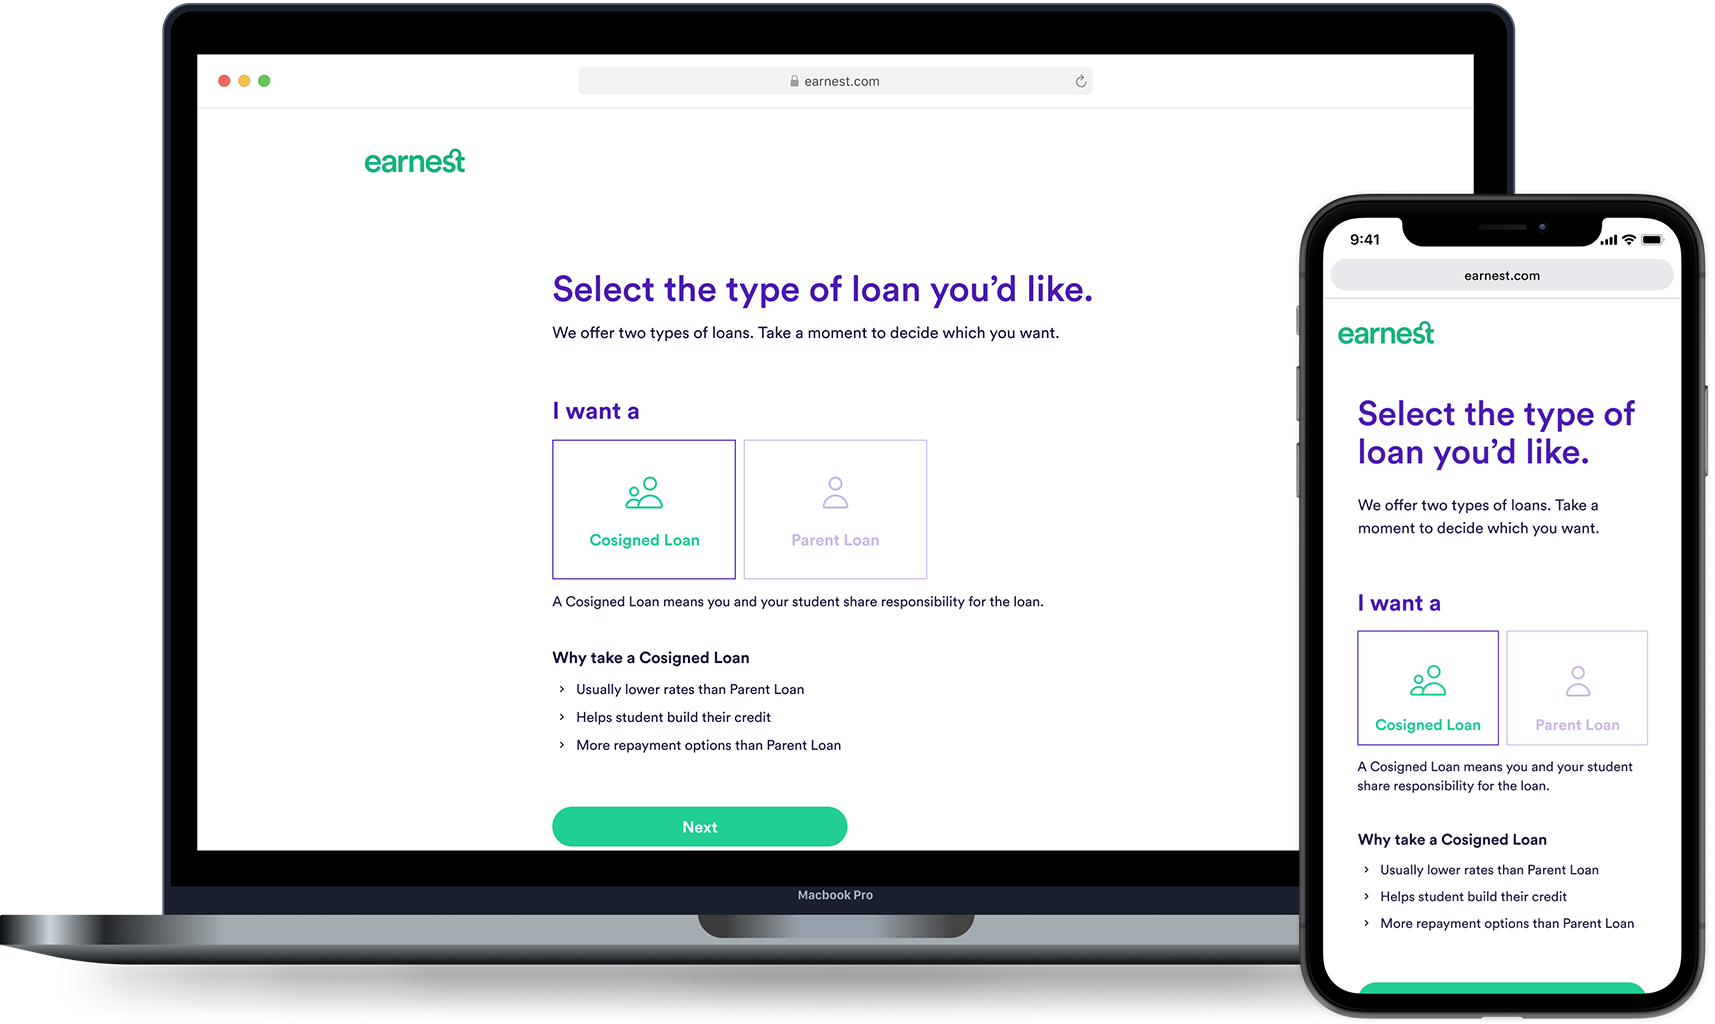 earnest.com
earnest
Select the type of loan you’d like.
We offer two types of loans. Take a moment to decide which you want.
I want a
Cosigned Loan
Parent Loan
A Cosigned Loan means you and your student share responsibility for the loan.
Why take a Cosigned Loan
Usually lower rates than Parent Loan
Helps student build their credit
More repayment options than Parent Loan
Next
Macbook Pro
9:41
earnest.com
earnest
Select the type of
loan you’d like.
We offer two types of loans. Take a
moment to decide which you want.
I want a
Cosigned Loan
Parent Loan
A Cosigned Loan means you and your student
share responsibility for the loan.
Why take a Cosigned Loan
Usually lower rates than Parent Loan
Helps student build their credit
More repayment options than Parent Loan